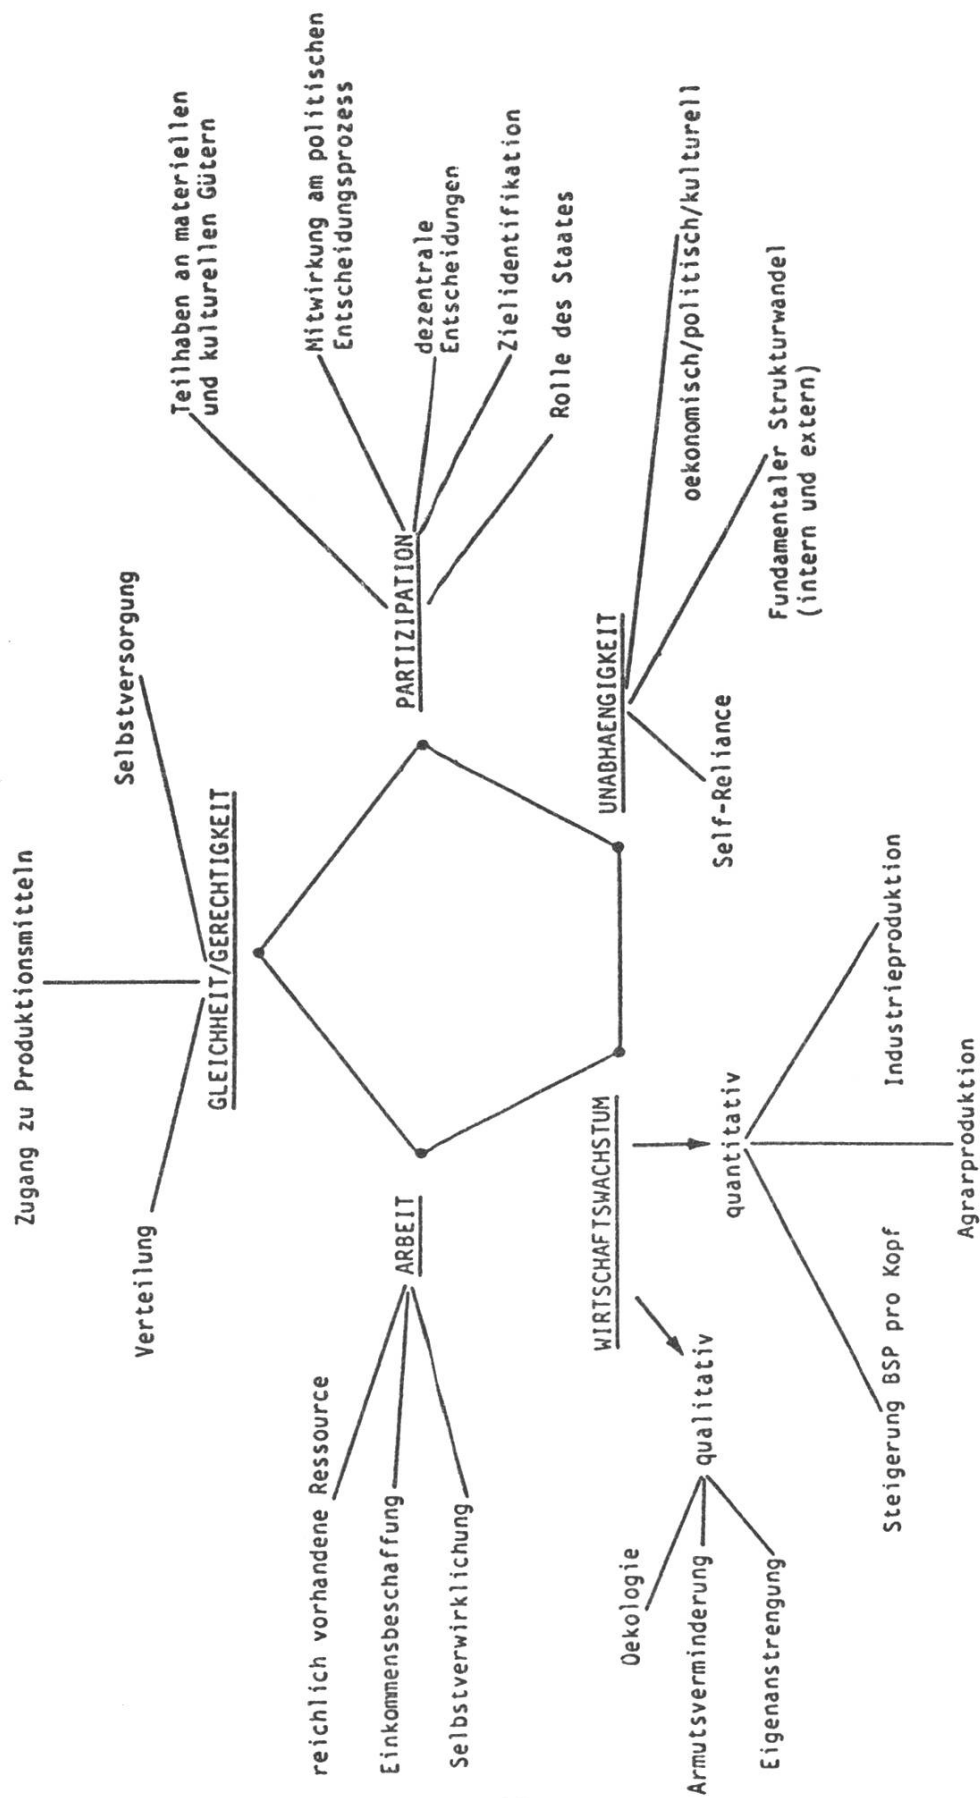 Zugang zu Produktionsmitteln
Verteilung
Selbstversorgung
GLEICHHEIT/GERECHTIGKEIT
Teilhaben an materiellen
und kulturellen Gütern
Mitwirkung am politischen
Entscheidungsprozess
dezentrale
Entscheidungen
Zielidentifikation
Rolle des Staates
PARTIZIPATION
ARBEIT
reichlich vorhandene Ressource
Einkommensbeschaffung
Selbstverwirklichung
WIRTSCHAFTSWACHSTUM
UNABHAENGIGKEIT
oekonomisch/politisch/kulturell
Fundamentaler Strukturwandel
(intern und extern)
Self-Reliance
qualitativ
quantitativ
Oekologie
Armutsverminderung
Eigenanstrengung
Steigerung BSP pro Kopf
Industrieproduktion
Agrarproduktion